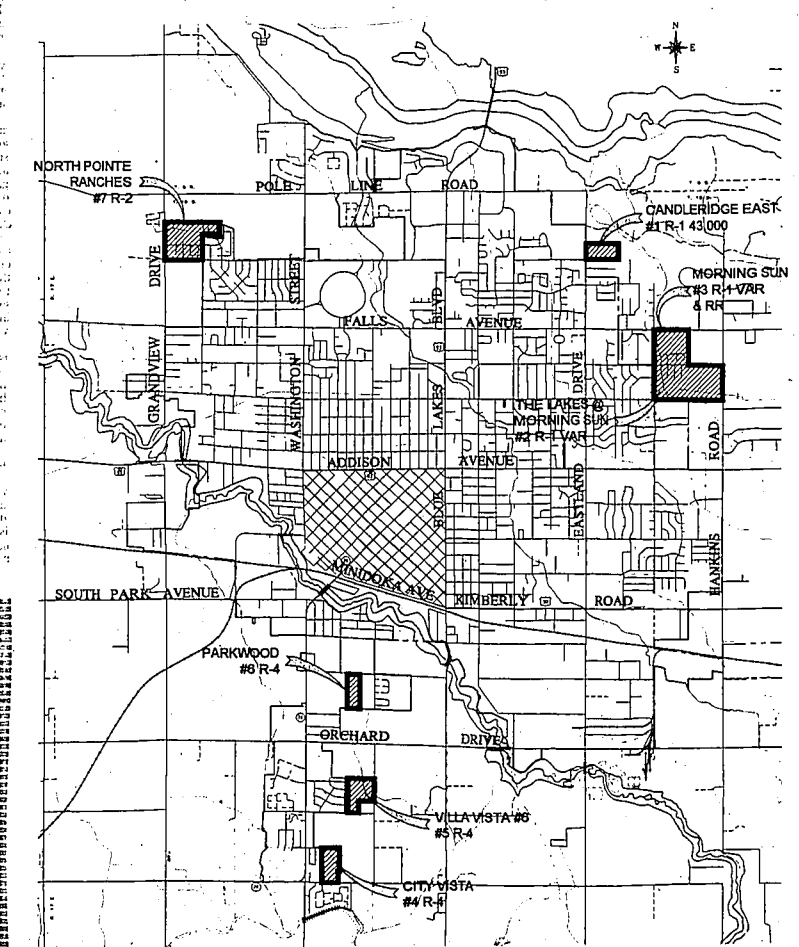 N
W E
S
93
NORTH POINTE
RANCHES
#7 R-2
POLE LINE ROAD
CANDLERIDGE EAST
#1 R-1 43,000
MORNING SUN
#3 R-1 VAR
& RR
DRIVE
STREET
BLVD
FALLS AVENUE
GRANDVIEW
WASHINGTON
LAKES
DRIVE
THE LAKES @
MORNING SUN
#2 R-1 VAR
ROAD
ADDISON AVENUE
BLUE
EASTLAND
HANKINS
MINIDOKA AVE
SOUTH PARK AVENUE
KIMBERLY ROAD
PARKWOOD
#6 R-4
ORCHARD DRIVE
VILLA VISTA #6
#5 R-4
CITY VISTA
#4 R-4